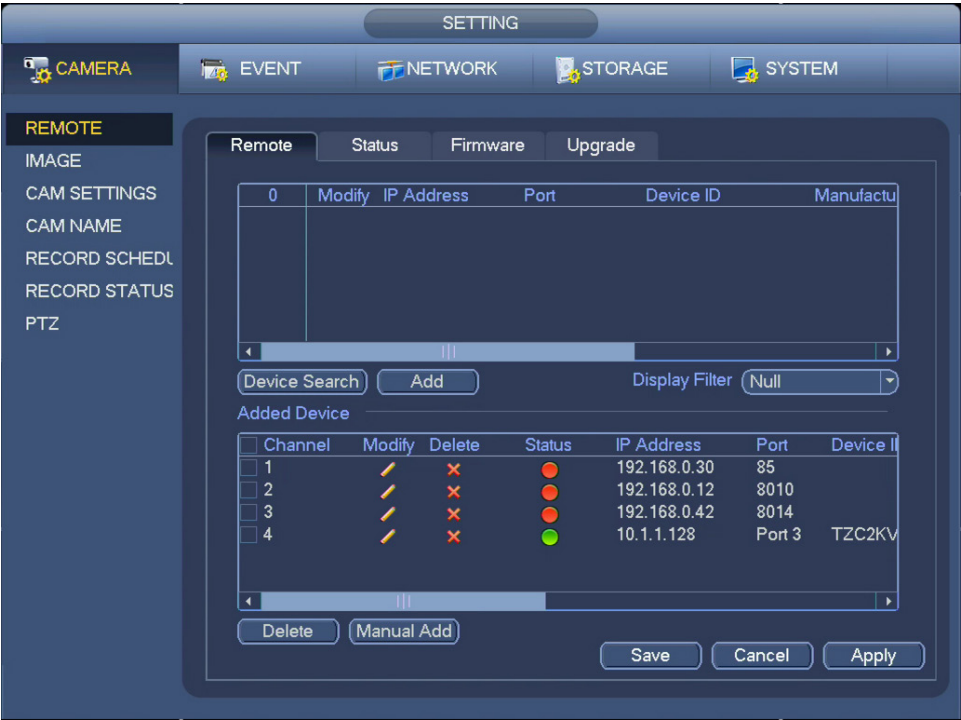 SETTING
CAMERA EVENT NETWORK STORAGE SYSTEM
REMOTE
IMAGE
CAM SETTINGS
CAM NAME
RECORD SCHEDU
RECORD STATUS
PTZ
Remote Status Firmware Upgrade
0 Modify IP Address Port Device ID Manufactu
Device Search Add Display Filter Null
Added Device
Channel Modify Delete Status IP Address Port Device I
1 192.168.0.30 85
2 192.168.0.12 8010
3 192.168.0.42 8014
4 10.1.1.128 Port 3 TZC2KV
Delete Manual Add
Save Cancel Apply